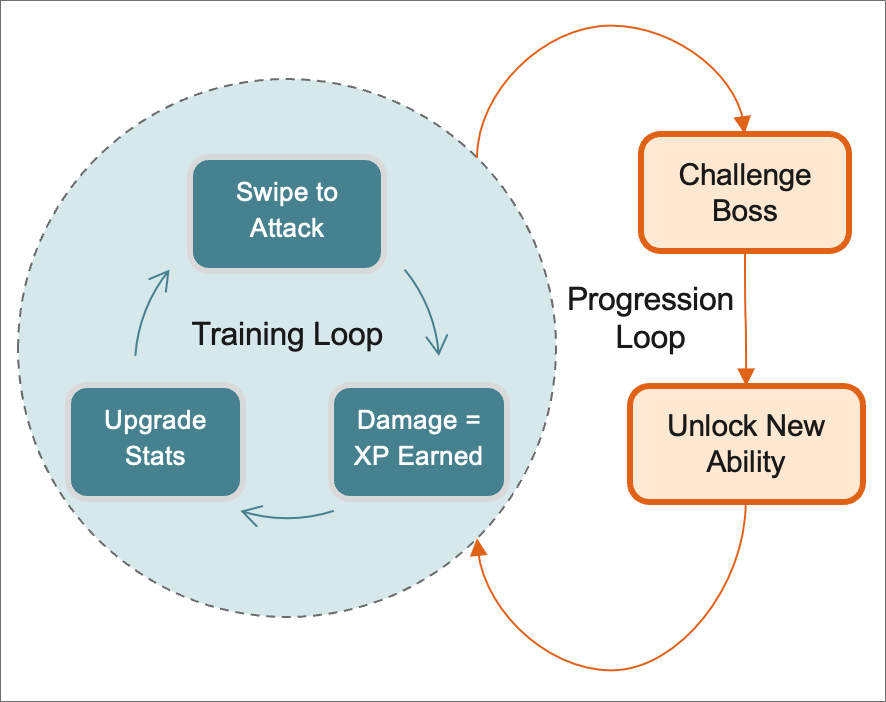 Swipe to
Attack
Training Loop
Upgrade
Stats
Damage =
XP Earned
Challenge
Boss
Progression
Loop
Unlock New
Ability